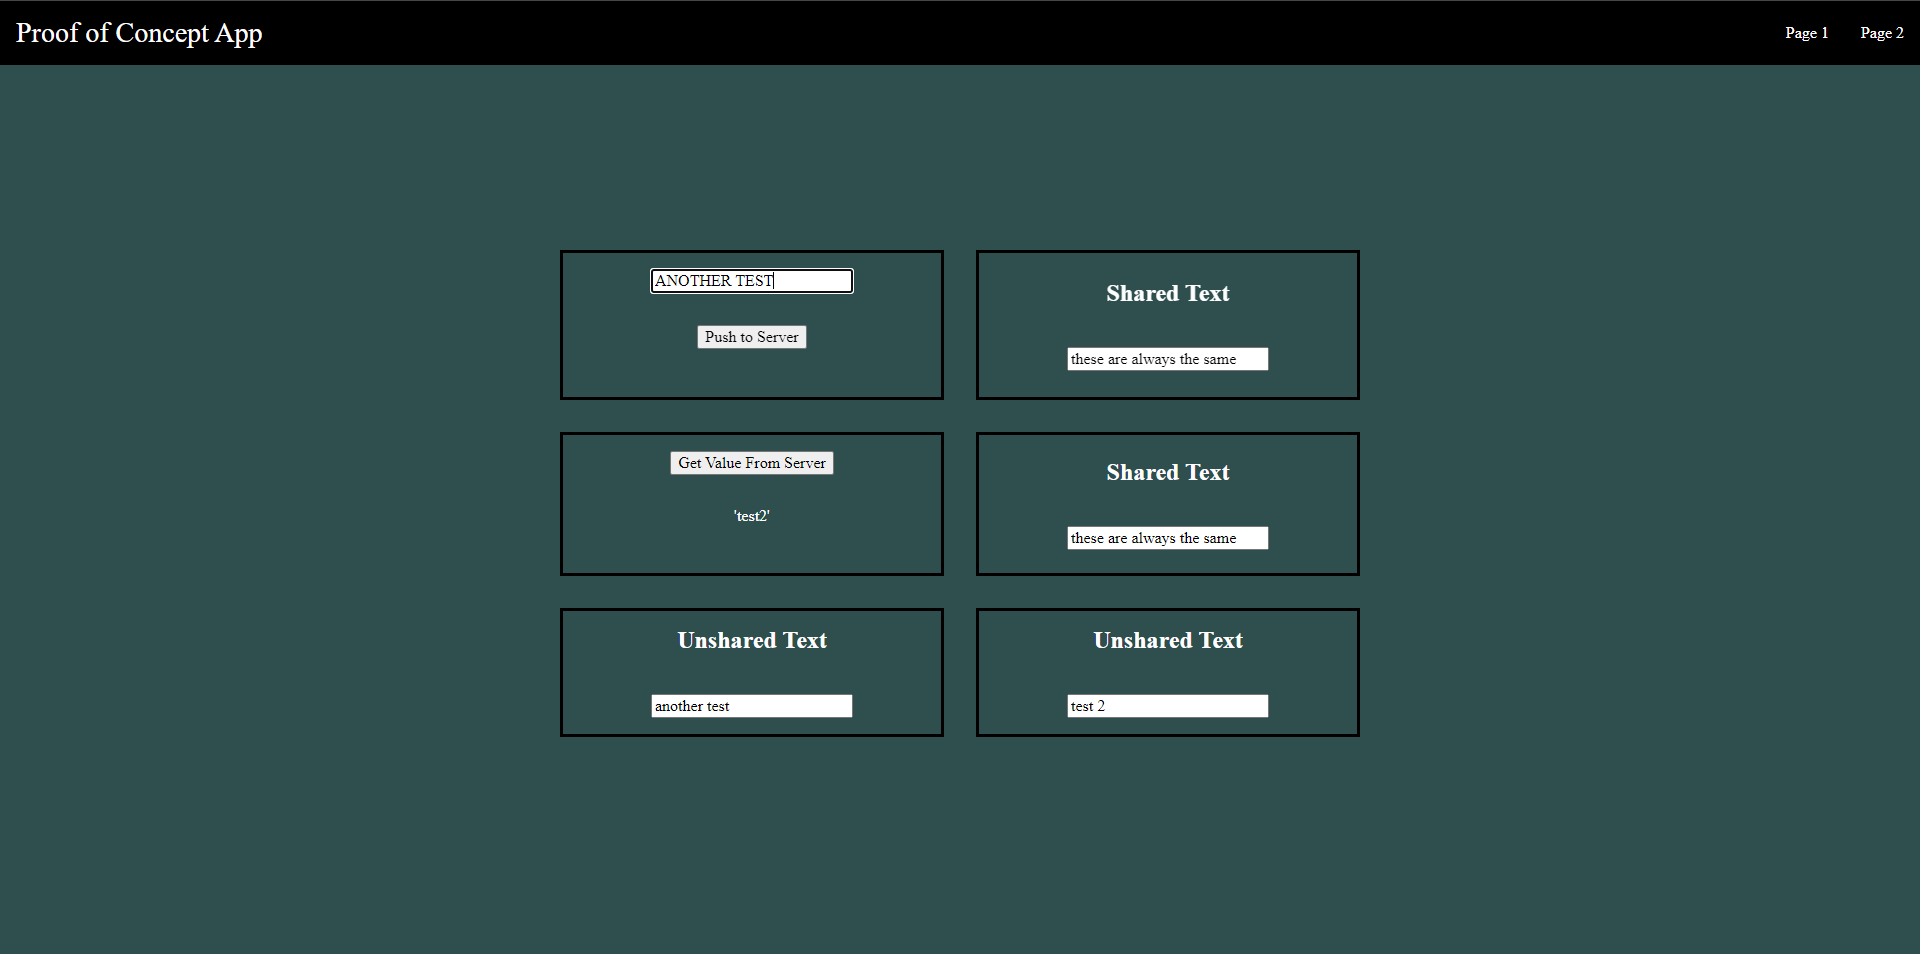 Proof of Concept App
Page 1
Page 2
ANOTHER TEST
Push to Server
Shared Text
these are always the same
Get Value From Server
'test2'
Shared Text
these are always the same
Unshared Text
another test
Unshared Text
test 2